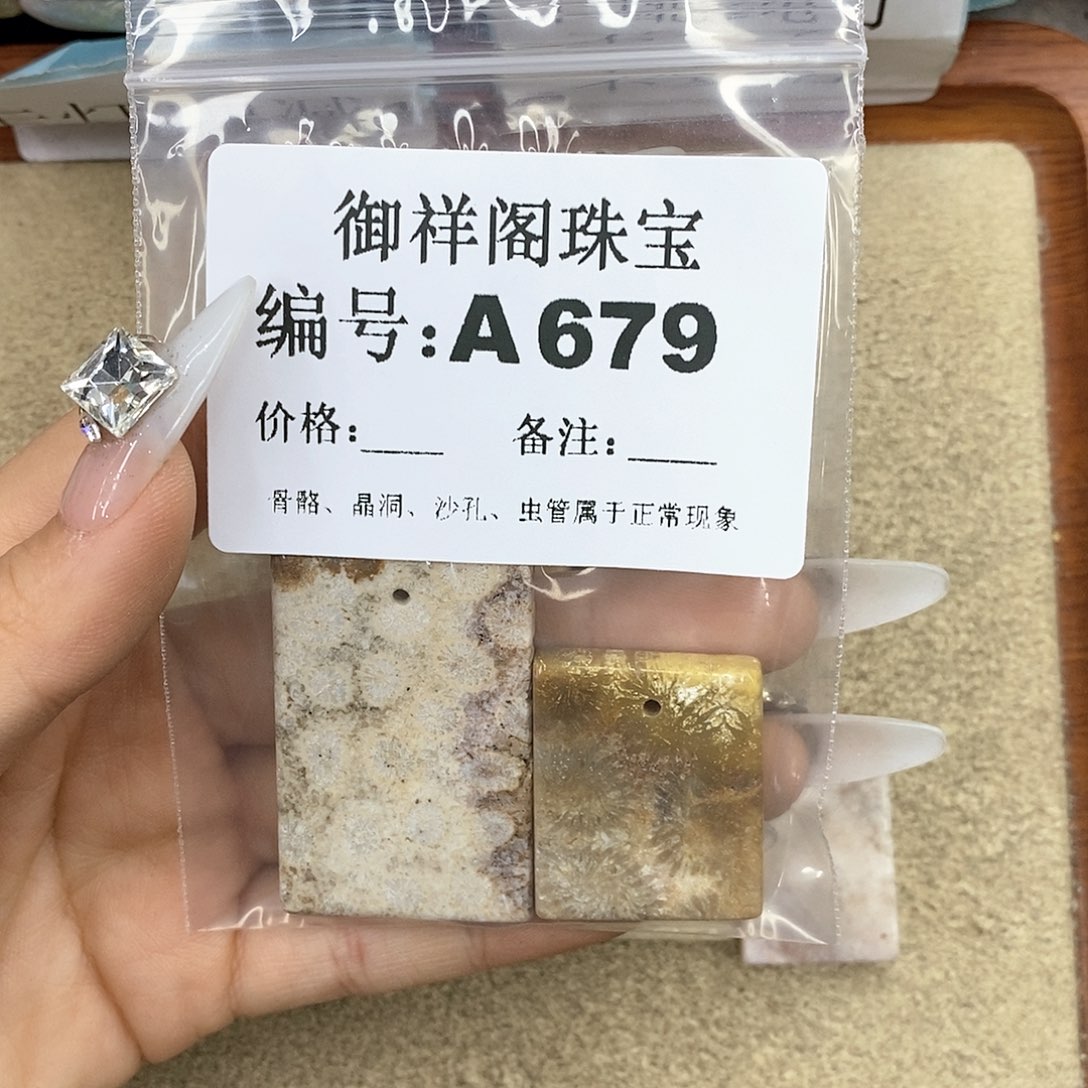 御祥阁珠宝
编号:A679
价格:____ 备注:____
骨骼、晶洞、沙孔、虫管属于正常现象